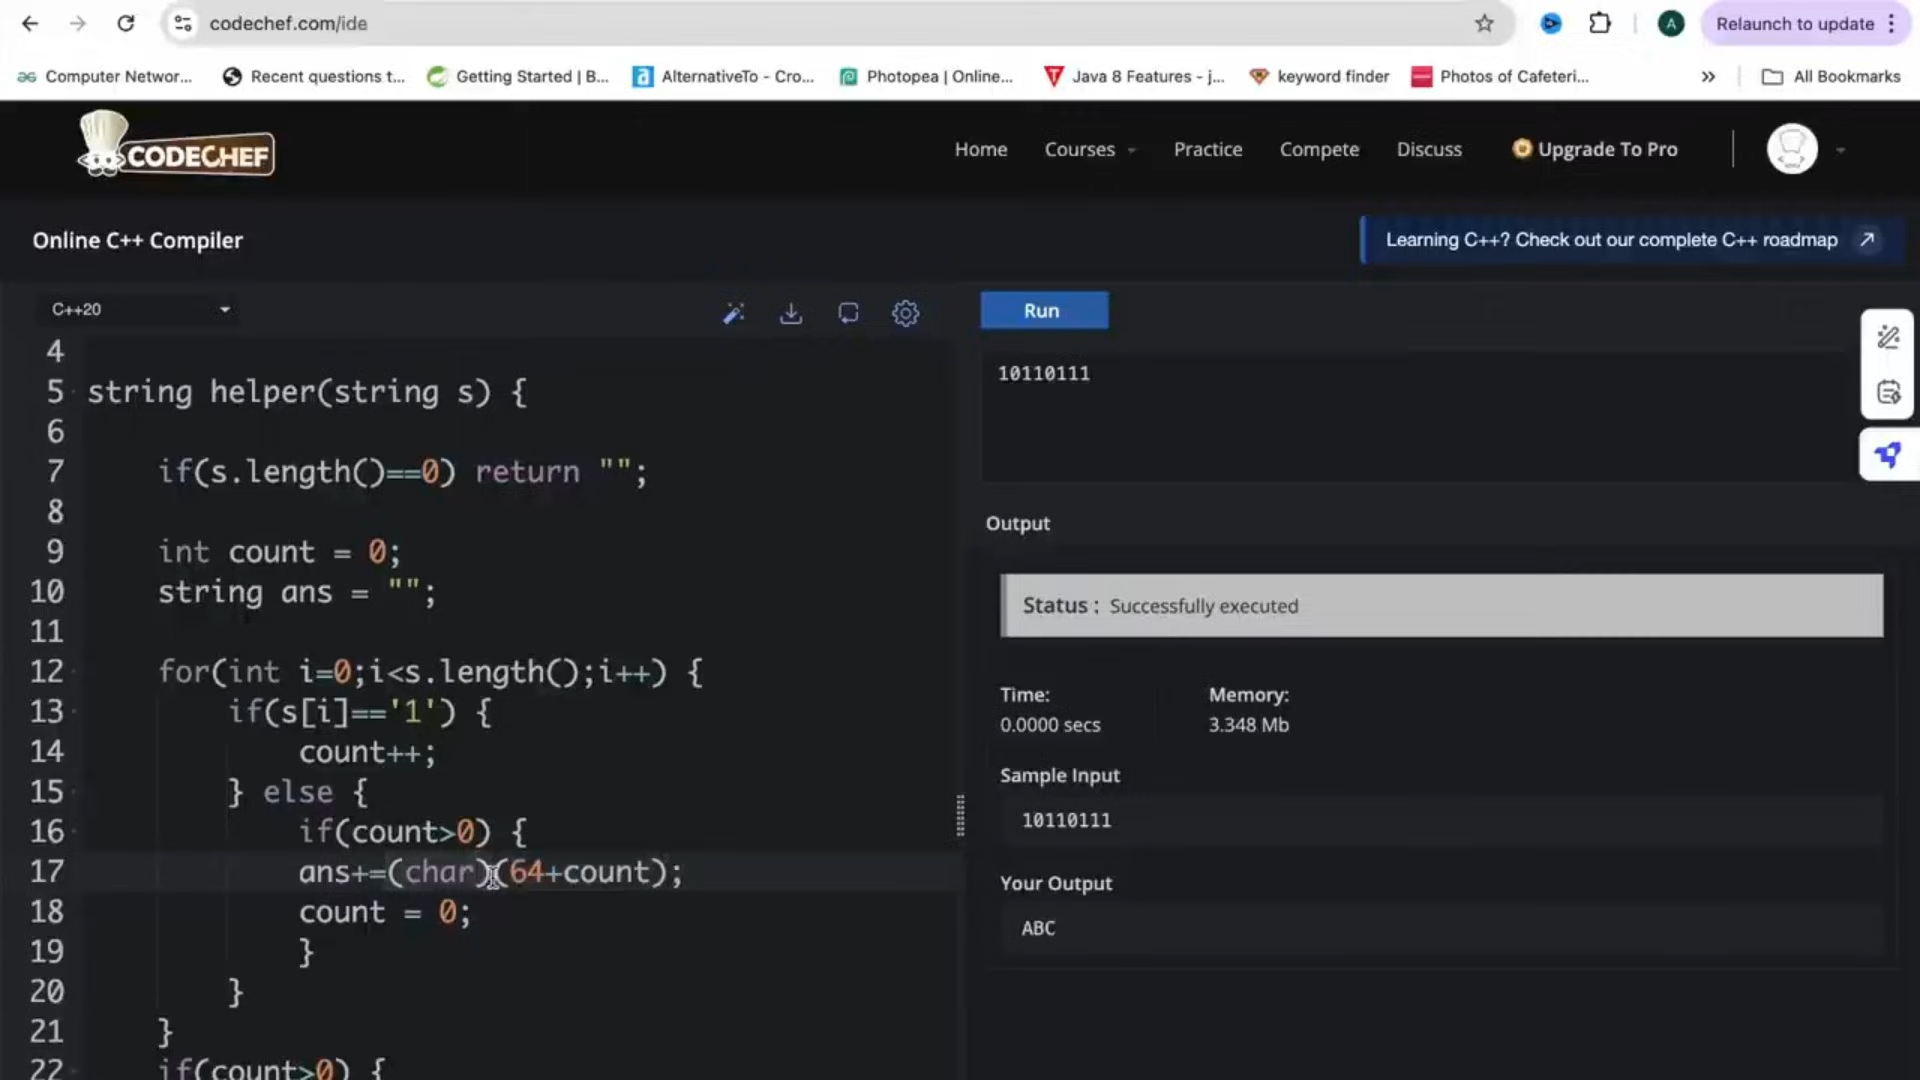 codechef.com/ide
A
Relaunch to update
Computer Networ...
Recent questions t...
Getting Started | B...
AlternativeTo - Cro...
Photopea | Online...
Java 8 Features - j...
keyword finder
Photos of Cafeteri...
»
All Bookmarks
CODECHEF
Home
Courses
Practice
Compete
Discuss
Upgrade To Pro
Online C++ Compiler
Learning C++? Check out our complete C++ roadmap
C++20
Run
4
5 string helper(string s) {
6
7 if(s.length()==0) return "";
8
9 int count = 0;
10 string ans = "";
11
12 for(int i=0;i<s.length();i++) {
13 if(s[i]=='1') {
14 count++;
15 } else {
16 if(count>0) {
17 ans+=(char)(64+count);
18 count = 0;
19 }
20 }
21 }
22 if(count>0) {
10110111
Output
Status : Successfully executed
Time:
0.0000 secs
Memory:
3.348 Mb
Sample Input
10110111
Your Output
ABC